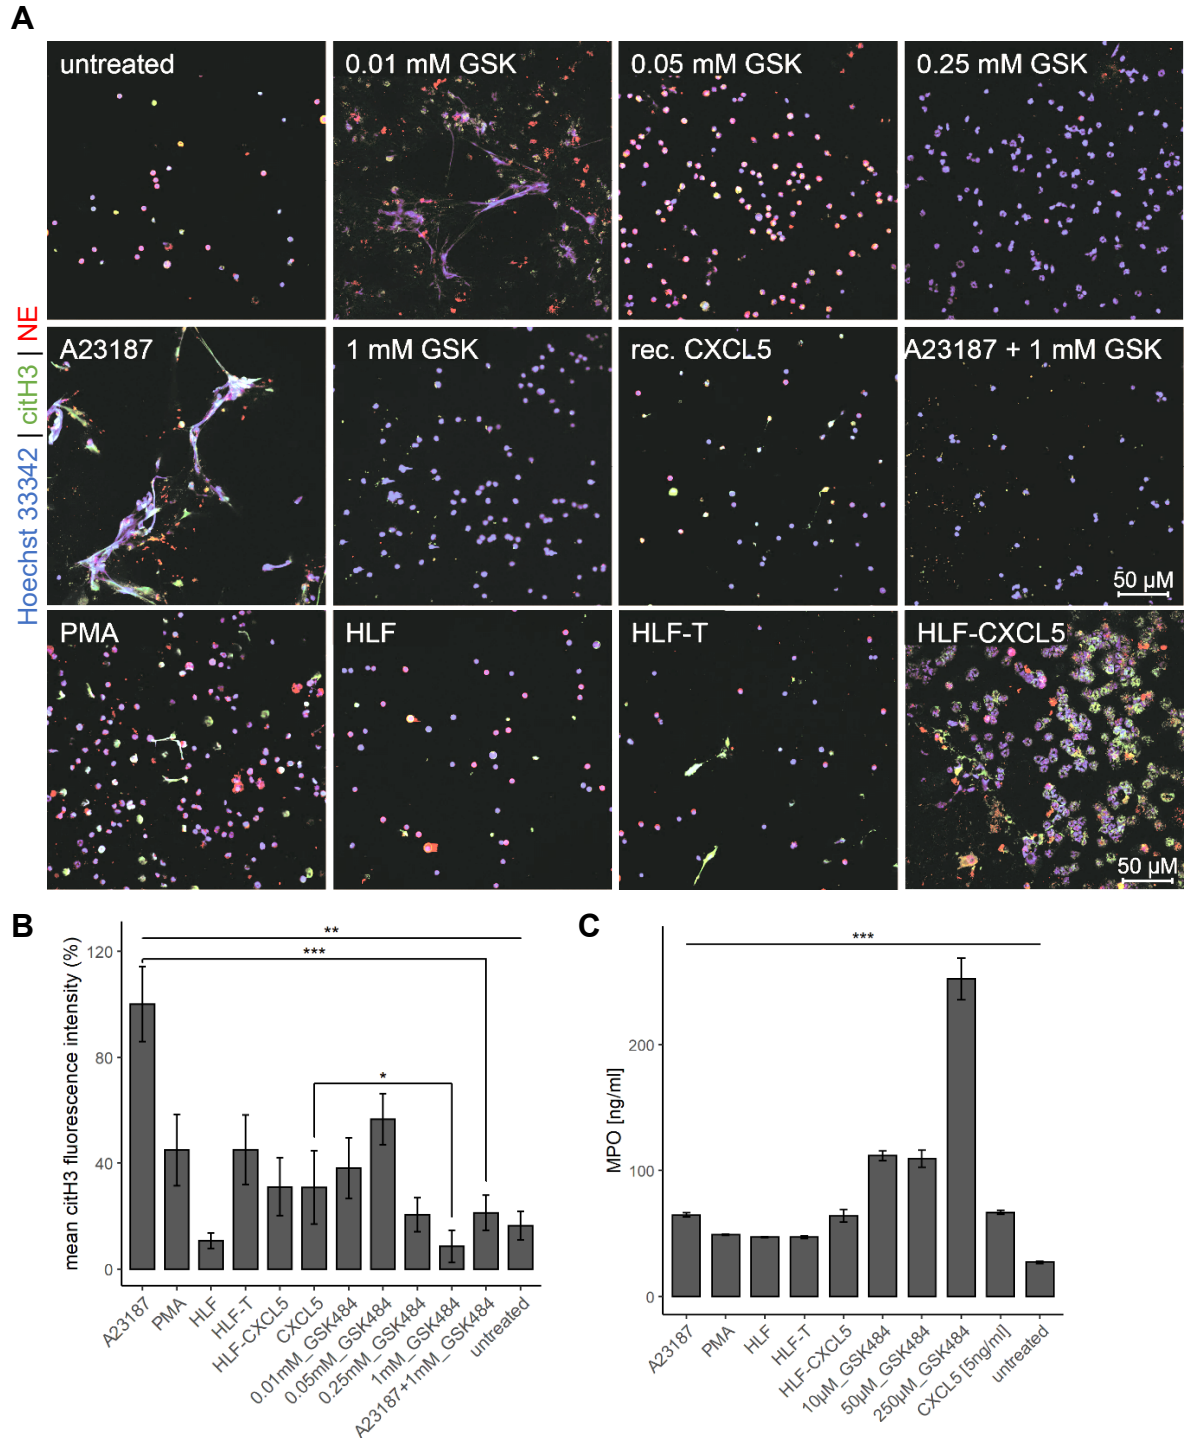 A
untreated
0.01 mM GSK
0.05 mM GSK
0.25 mM GSK
Hoechst 33342 | citH3 | NE
A23187
1 mM GSK
rec. CXCL5
A23187 + 1 mM GSK
50 µM
PMA
HLF
HLF-T
HLF-CXCL5
50 µM
B
mean citH3 fluorescence intensity (%)
120
80
40
0
**
***
*
A23187
PMA
HLF
HLF-T
HLF-CXCL5
CXCL5
0.01mM_GSK484
0.05mM_GSK484
0.25mM_GSK484
1mM_GSK484
A23187+1mM_GSK484
untreated
C
MPO [ng/ml]
200
100
0
***
A23187
PMA
HLF
HLF-T
HLF-CXCL5
10µM_GSK484
50µM_GSK484
250µM_GSK484
CXCL5 [5ng/ml]
untreated